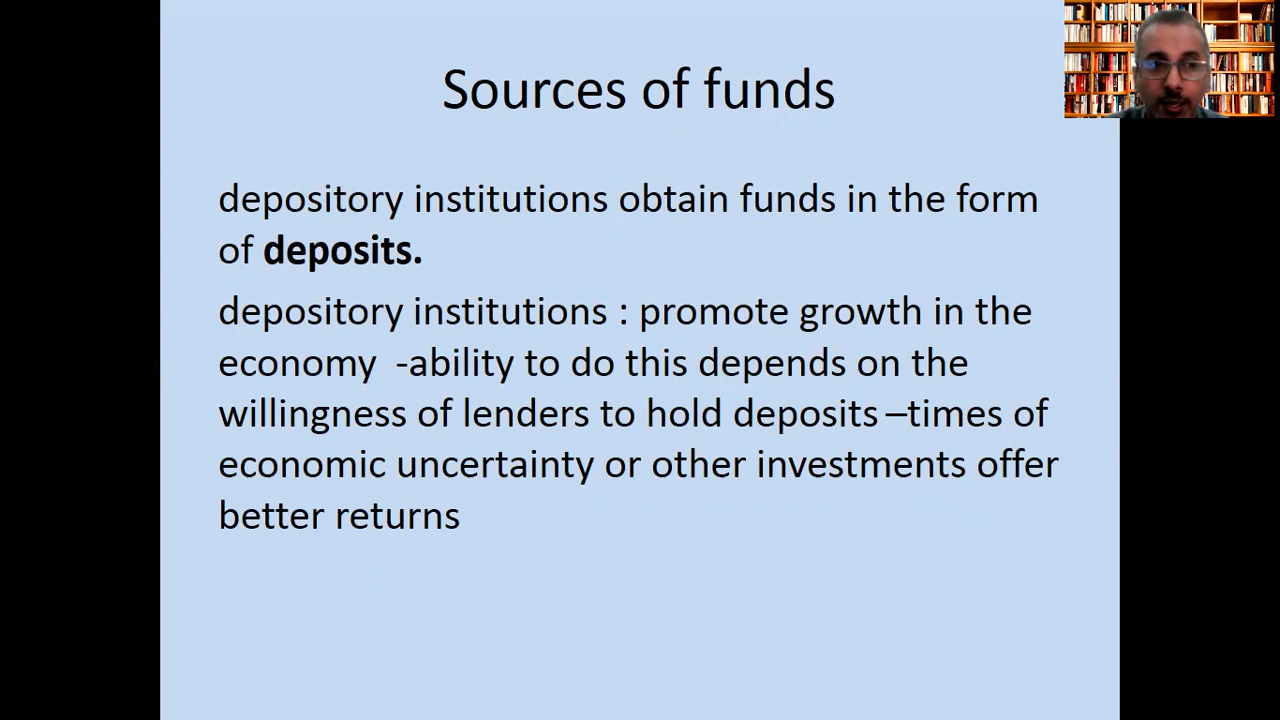 Sources of funds
depository institutions obtain funds in the form
of deposits.
depository institutions : promote growth in the
economy  -ability to do this depends on the
willingness of lenders to hold deposits –times of
economic uncertainty or other investments offer
better returns